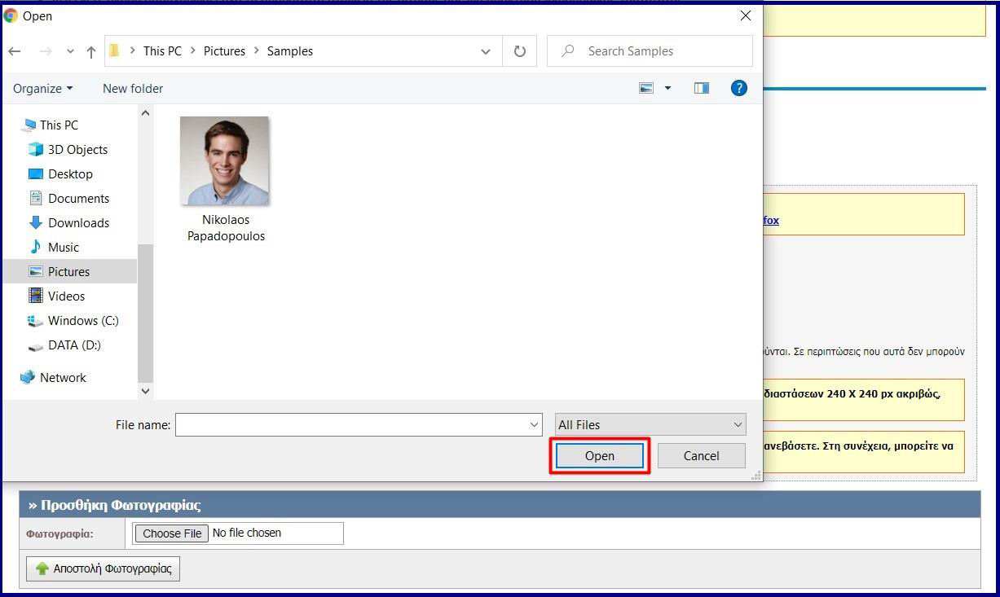 Open
This PC
Pictures
Samples
Search Samples
Organize
New folder
?
This PC
3D Objects
Desktop
Documents
Downloads
Music
Pictures
Videos
Windows (C:)
DATA (D:)
Network
Nikolaos
Papadopoulos
File name:
All Files
Open
Cancel
fox
ύνται. Σε περιπτώσεις που αυτά δεν μπορούν
διαστάσεων 240 X 240 px ακριβώς,
ανεβάσετε. Στη συνέχεια, μπορείτε να
» Προσθήκη Φωτογραφίας
Φωτογραφία:
Choose File No file chosen
Αποστολή Φωτογραφίας